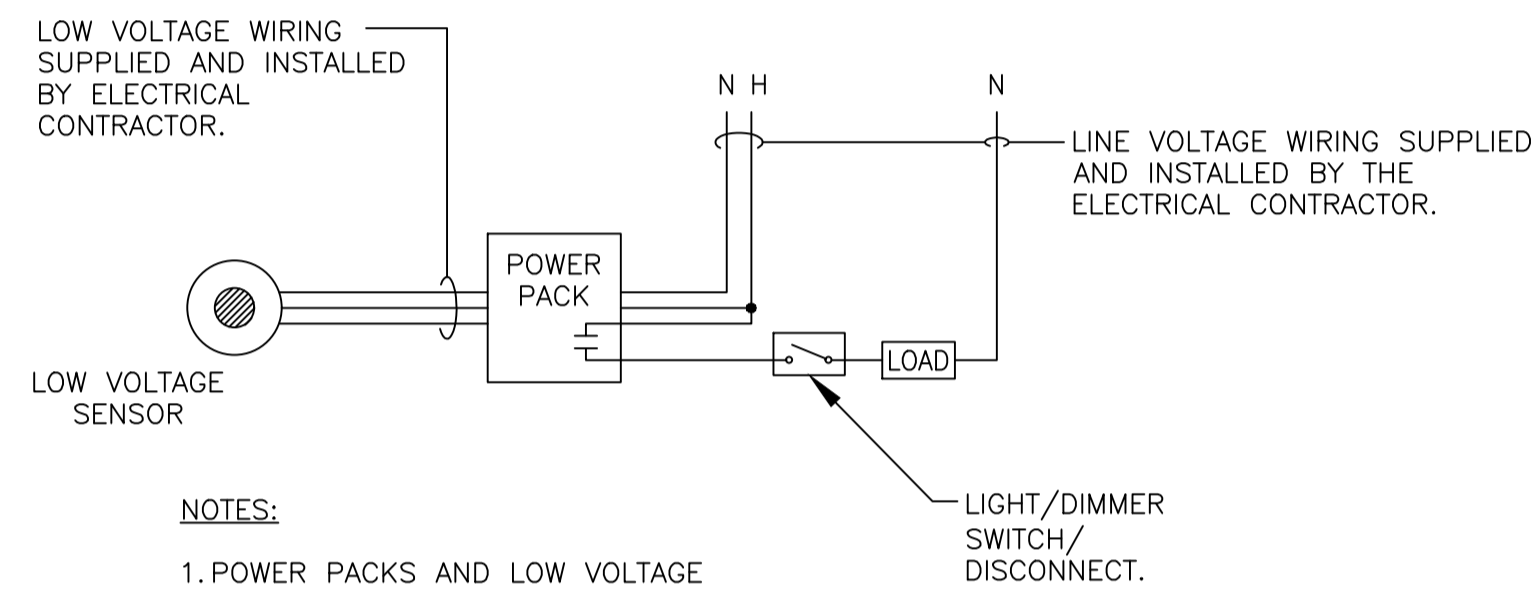 LOW VOLTAGE WIRING
SUPPLIED AND INSTALLED
BY ELECTRICAL
CONTRACTOR.
N H
N
LINE VOLTAGE WIRING SUPPLIED
AND INSTALLED BY THE
ELECTRICAL CONTRACTOR.
POWER
PACK
LOAD
LOW VOLTAGE
SENSOR
LIGHT/DIMMER
SWITCH/
DISCONNECT.
NOTES:
1. POWER PACKS AND LOW VOLTAGE